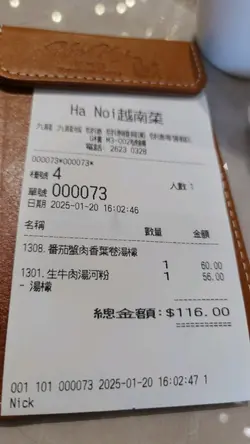 Ha Noi越南菜
2623 0328
000073*000073*
檯號 4
人數 1
單號 000073
日期 2025-01-20 16:02:46
名稱 數量 金額
1308. 番茄蟹肉香葉卷湯檬 1 60.00
1301. 生牛肉湯河粉 1 56.00
- 湯檬
總金額: $116.00
001 101 000073 2025-01-20 16:02:47 1
Nick